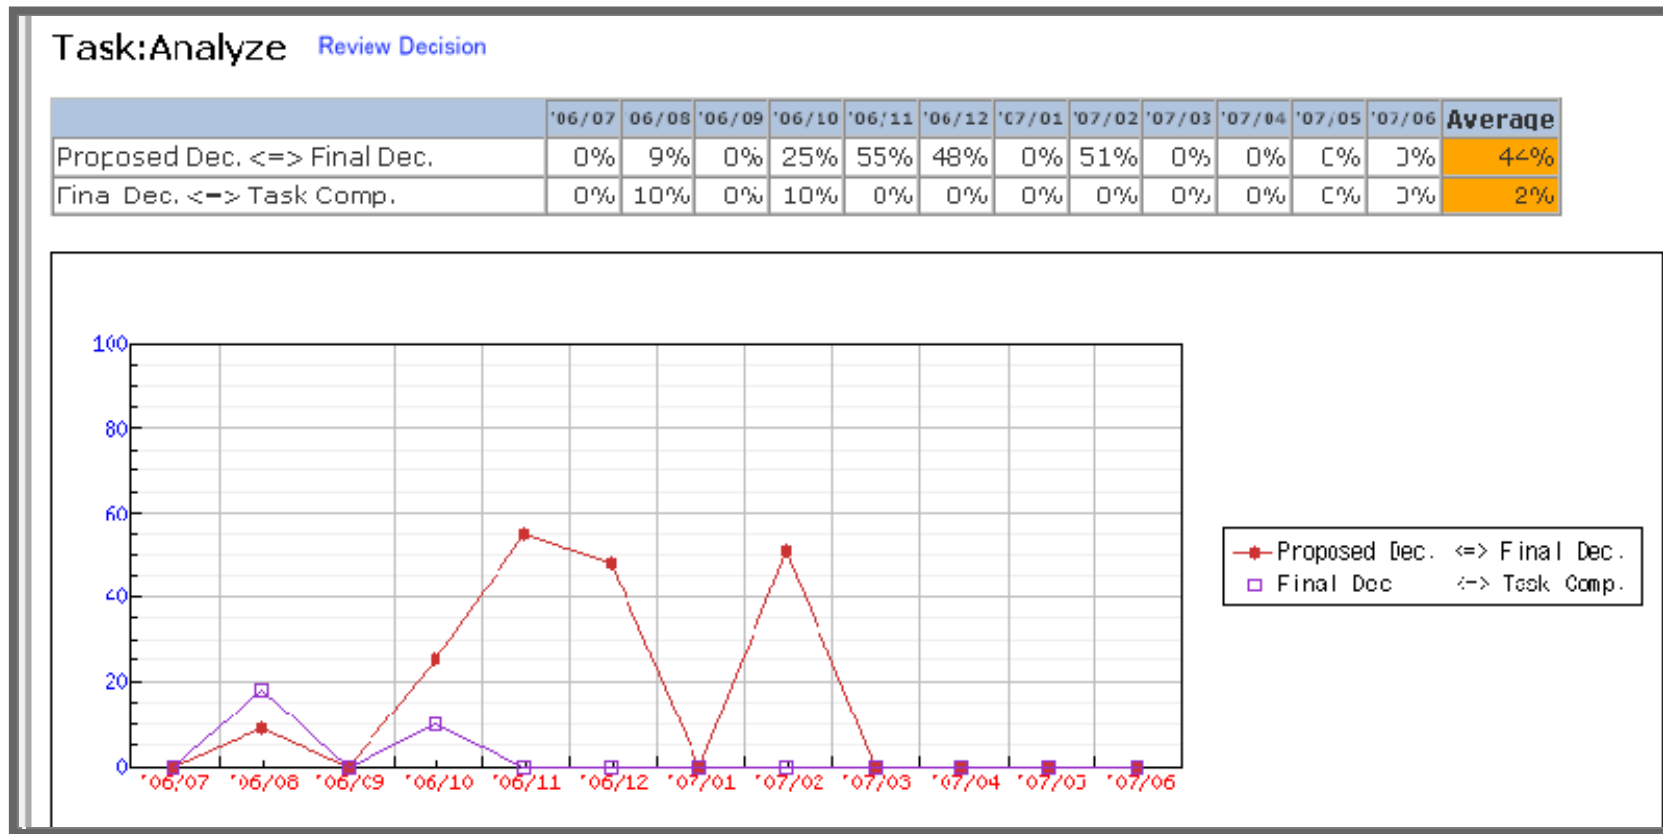 Task:Analyze Review Decision
'06/07 '06/08 '06/09 '06/10 '06/11 '06/12 '07/01 '07/02 '07/03 '07/04 '07/05 '07/06 Average
Proposed Dec. <=> Final Dec. 0% 9% 0% 25% 55% 48% 0% 51% 0% 0% 0% 0% 44%
Final Dec. <=> Task Comp. 0% 10% 0% 10% 0% 0% 0% 0% 0% 0% 0% 0% 2%
100
80
60
40
20
0
'06/07 '06/08 '06/09 '06/10 '06/11 '06/12 '07/01 '07/02 '07/03 '07/04 '07/05 '07/06
Proposed Dec. <=> Final Dec.
Final Dec <=> Task Comp.